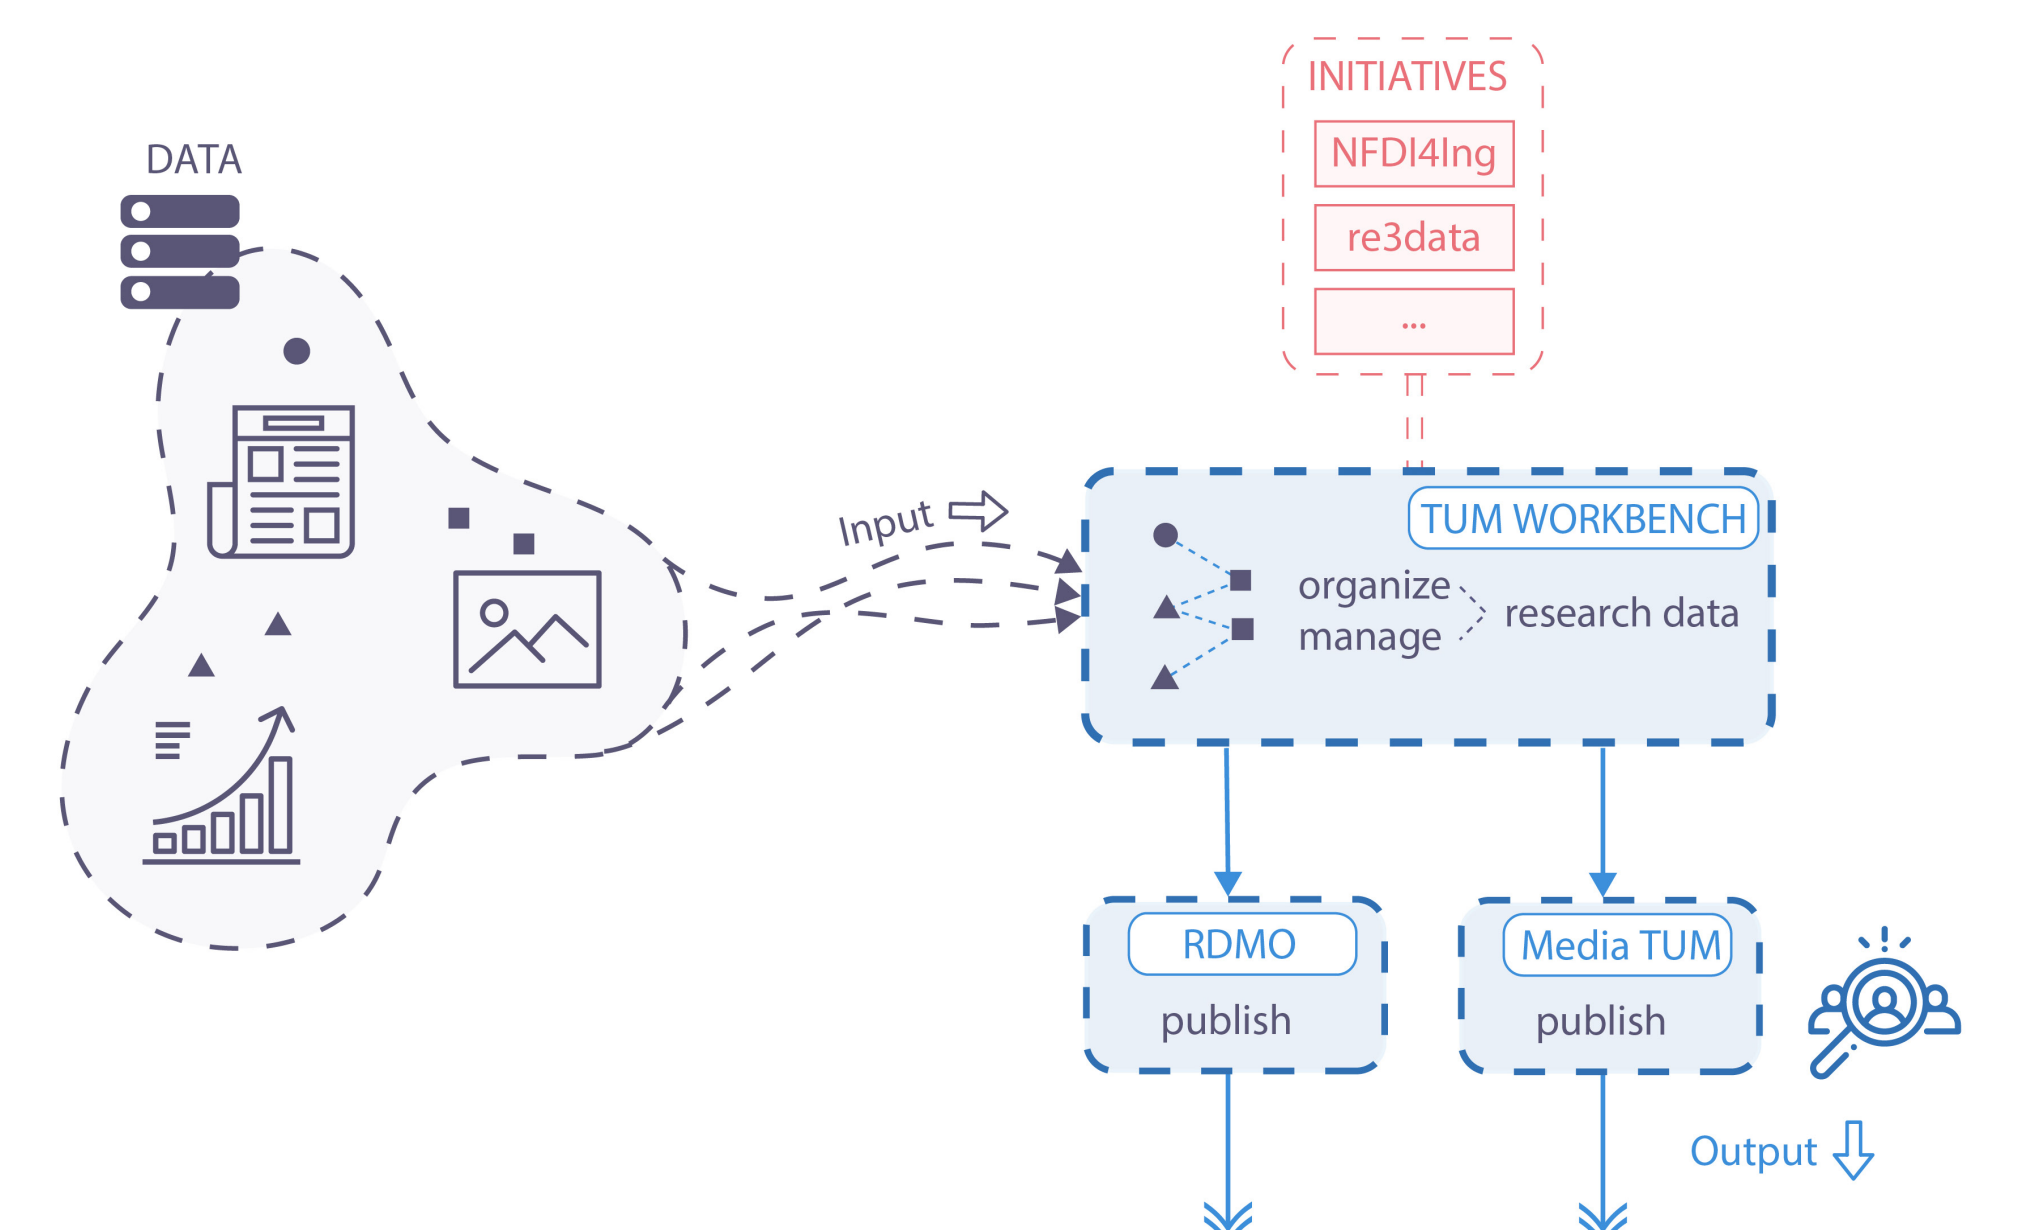 DATA
INITIATIVES
NFDI4Ing
re3data
...
Input
TUM WORKBENCH
organize
manage
research data
RDMO
publish
Media TUM
publish
Output